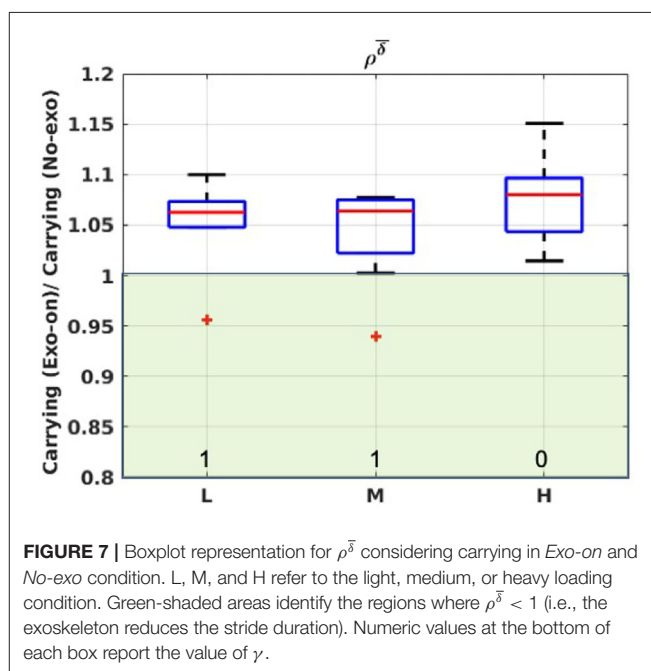 ρ^δ̅
Carrying (Exo-on)/ Carrying (No-exo)
1.2
1.15
1.1
1.05
1
0.95
0.9
0.85
0.8
1 1 0
L M H
FIGURE 7 | Boxplot representation for ρ^δ̅ considering carrying in Exo-on and
No-exo condition. L, M, and H refer to the light, medium, or heavy loading
condition. Green-shaded areas identify the regions where ρ^δ̅ < 1 (i.e., the
exoskeleton reduces the stride duration). Numeric values at the bottom of
each box report the value of γ.